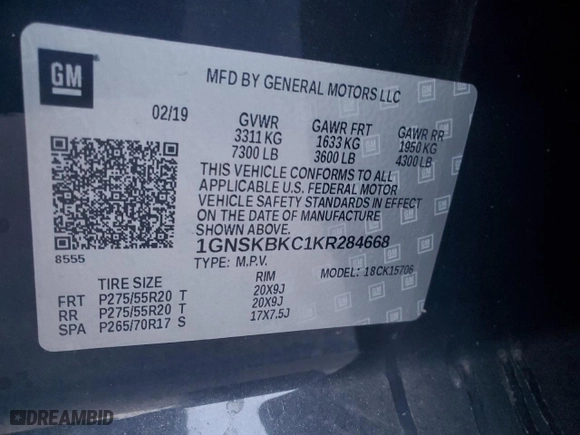 GM
MFD BY GENERAL MOTORS LLC
02/19 GVWR GAWR FRT GAWR RR
3311 KG 1633 KG 1950 KG
7300 LB 3600 LB 4300 LB
THIS VEHICLE CONFORMS TO ALL
APPLICABLE U.S. FEDERAL MOTOR
VEHICLE SAFETY STANDARDS IN EFFECT
ON THE DATE OF MANUFACTURE
SHOWN ABOVE.
1GNSKBKC1KR284668
8555 TYPE: M.P.V. MODEL: 18CK15706
TIRE SIZE RIM
FRT P275/55R20 T 20X9J
RR P275/55R20 T 20X9J
SPA P265/70R17 S 17X7.5J
DREAMBID